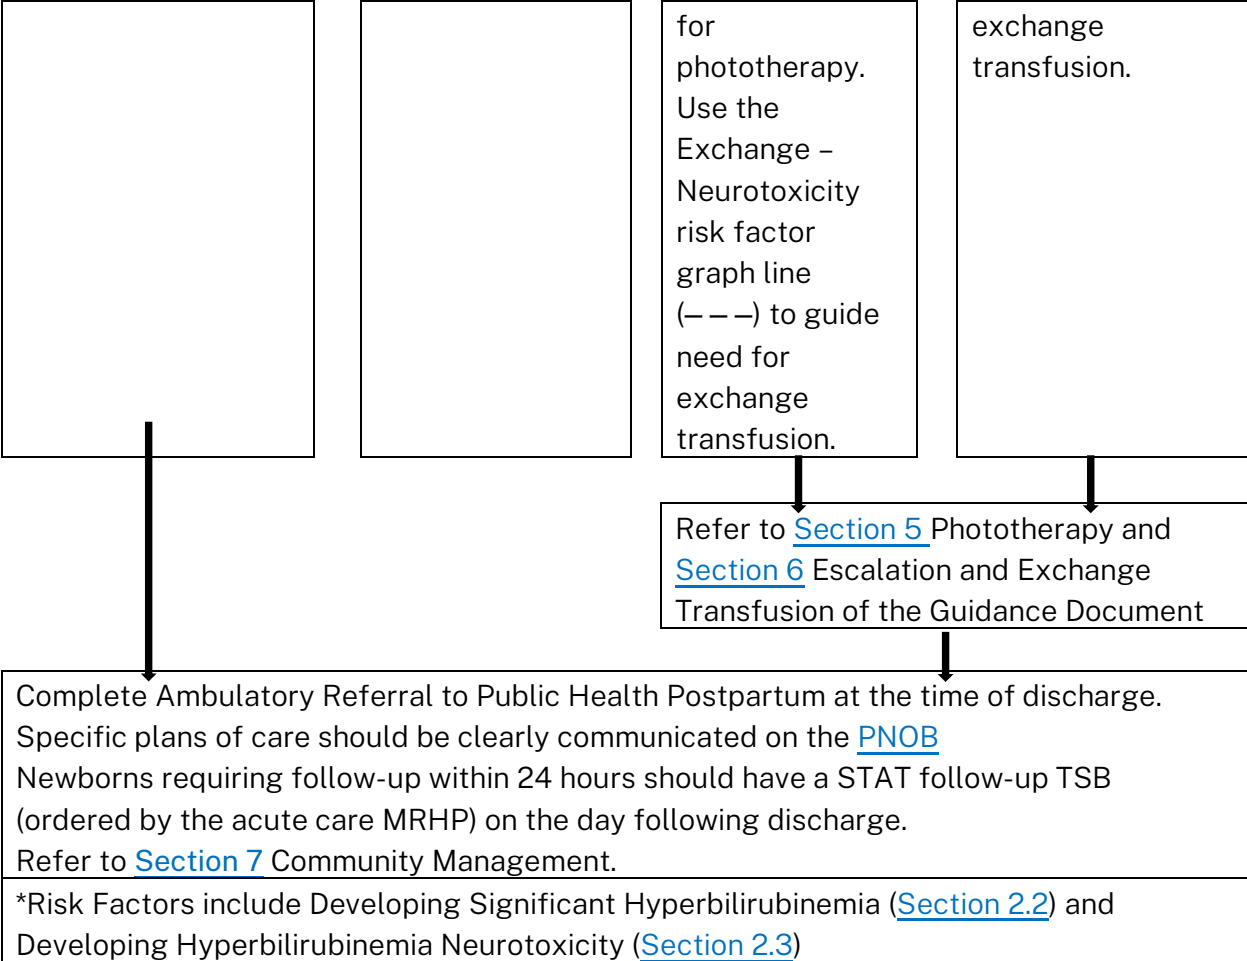 for
phototherapy.
Use the
Exchange –
Neurotoxicity
risk factor
graph line
(– – –) to guide
need for
exchange
transfusion.
exchange
transfusion.
Refer to Section 5 Phototherapy and
Section 6 Escalation and Exchange
Transfusion of the Guidance Document
Complete Ambulatory Referral to Public Health Postpartum at the time of discharge.
Specific plans of care should be clearly communicated on the PNOB
Newborns requiring follow-up within 24 hours should have a STAT follow-up TSB
(ordered by the acute care MRHP) on the day following discharge.
Refer to Section 7 Community Management.
*Risk Factors include Developing Significant Hyperbilirubinemia (Section 2.2) and
Developing Hyperbilirubinemia Neurotoxicity (Section 2.3)